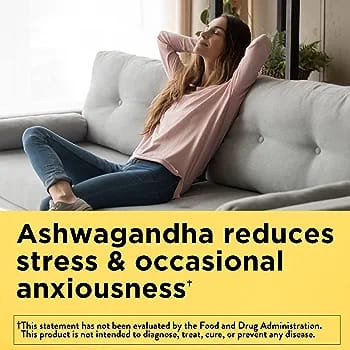 Ashwagandha reduces
stress & occasional
anxiousness†
†This statement has not been evaluated by the Food and Drug Administration.
This product is not intended to diagnose, treat, cure, or prevent any disease.